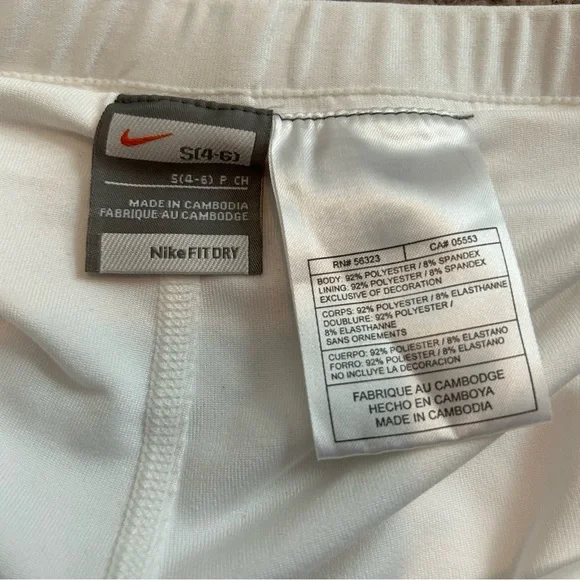 S(4-6)
S(4-6) P CH
MADE IN CAMBODIA
FABRIQUE AU CAMBODGE
Nike FIT DRY
RN# 56323
CA# 05553
BODY: 92% POLYESTER / 8% SPANDEX
LINING: 92% POLYESTER / 8% SPANDEX
EXCLUSIVE OF DECORATION
CORPS: 92% POLYESTER / 8% ELASTHANNE
DOUBLURE: 92% POLYESTER /
8% ELASTHANNE
SANS ORNEMENTS
CUERPO: 92% POLIESTER / 8% ELASTANO
FORRO: 92% POLIESTER / 8% ELASTANO
NO INCLUYE LA DECORACIÓN
FABRIQUE AU CAMBODGE
HECHO EN CAMBOYA
MADE IN CAMBODIA